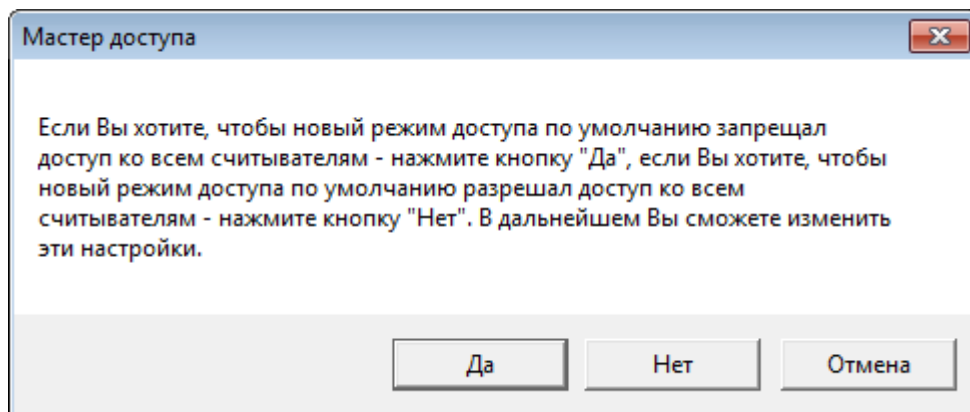 Мастер доступа
Если Вы хотите, чтобы новый режим доступа по умолчанию запрещал
доступ ко всем считывателям - нажмите кнопку "Да", если Вы хотите, чтобы
новый режим доступа по умолчанию разрешал доступ ко всем
считывателям - нажмите кнопку "Нет". В дальнейшем Вы сможете изменить
эти настройки.
Да Нет Отмена